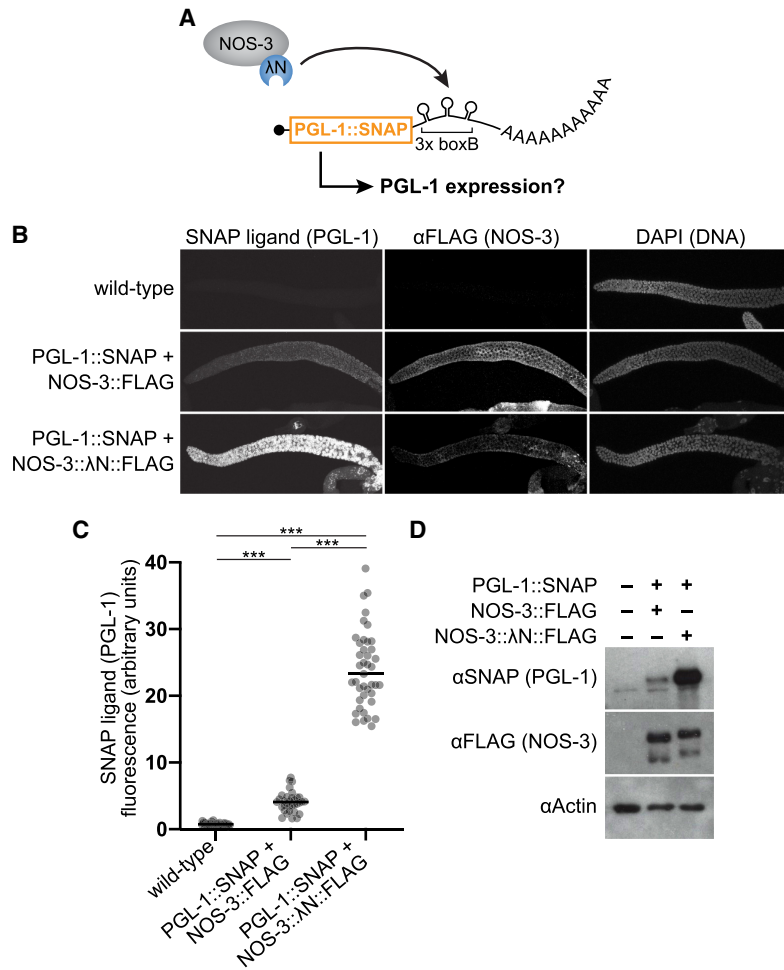 A
NOS-3
λN
PGL-1::SNAP
3x boxB
AAAAAAAAAAA
PGL-1 expression?
B
SNAP ligand (PGL-1)
αFLAG (NOS-3)
DAPI (DNA)
wild-type
PGL-1::SNAP +
NOS-3::FLAG
PGL-1::SNAP +
NOS-3::λN::FLAG
C
SNAP ligand (PGL-1)
fluorescence (arbitrary units)
***
***
***
40
30
20
10
0
wild-type
PGL-1::SNAP +
NOS-3::FLAG
PGL-1::SNAP +
NOS-3::λN::FLAG
D
PGL-1::SNAP – + +
NOS-3::FLAG – + –
NOS-3::λN::FLAG – – +
αSNAP (PGL-1)
αFLAG (NOS-3)
αActin